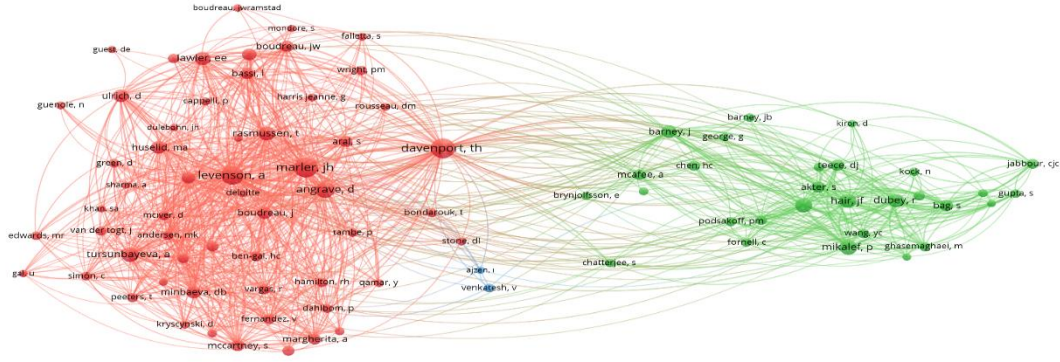 boudreau, jwramstad
mondore, s
falletta, s
guest, de
boudreau, jw
lawler, ee
bassi, l
wright, pm
ulrich, d
cappelli, p
harris jeanne, g
rousseau, dm
guenole, n
barney, jb
kiron, d
dulebohn, jh
rasmussen, t
aral, s
barney, j
george, g
huselid, ma
davenport, th
green, d
marler, jh
chen, hc
teece, dj
kock, n
jabbour, cjc
levenson, a
mcafee, a
sharma, a
angrave, d
akter, s
deloitte
brynjolfsson, e
hair, jf
dubey, r
gupta, s
khan, sa
mciver, d
boudreau, j
bondarouk, t
bag, s
van der togt, j
podsakoff, pm
edwards, mr
andersen, mk
tambe, p
wang, yc
stone, dl
fornell, c
mikalef, p
ghasemaghaei, m
tursunbayeva, a
ben-gal, hc
chatterjee, s
gal, u
simon, c
ajzen, i
peeters, t
minbaeva, db
vargas, r
hamilton, rh
qamar, y
venkatesh, v
dahlbom, p
kryscynski, d
fernandez, v
mccartney, s
margherita, a